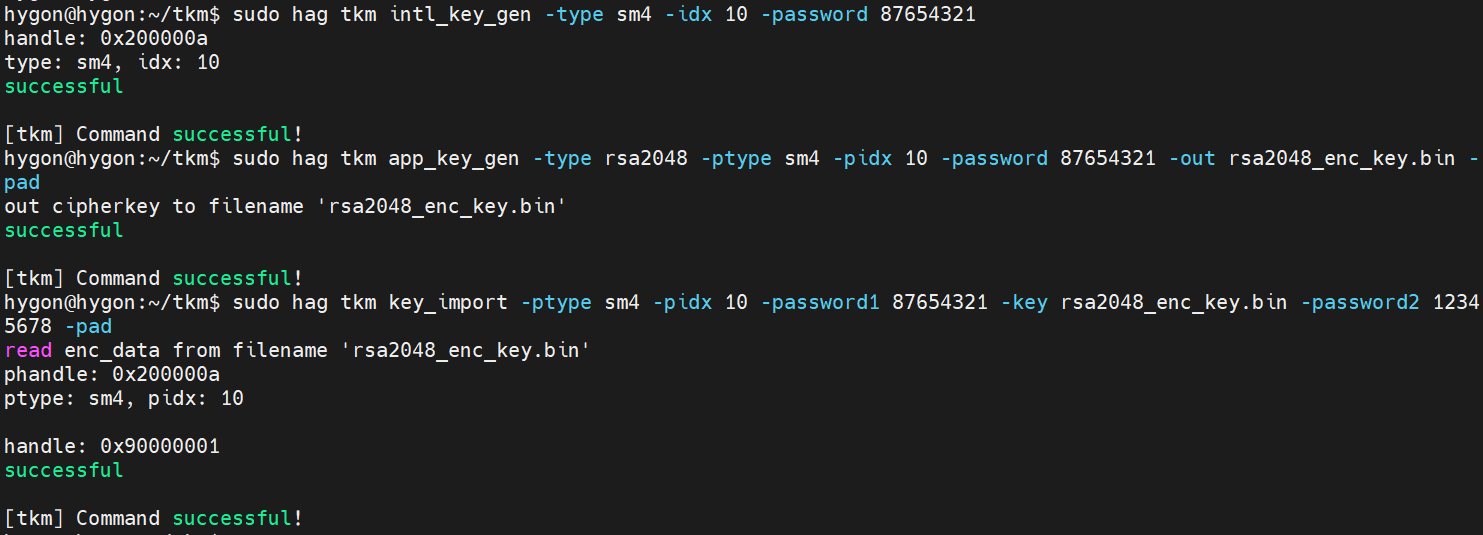 hygon@hygon:~/tkm$ sudo hag tkm intl_key_gen -type sm4 -idx 10 -password 87654321
handle: 0x200000a
type: sm4, idx: 10
successful
[tkm] Command successful!
hygon@hygon:~/tkm$ sudo hag tkm app_key_gen -type rsa2048 -ptype sm4 -pidx 10 -password 87654321 -out rsa2048_enc_key.bin -
pad
out cipherkey to filename 'rsa2048_enc_key.bin'
successful
[tkm] Command successful!
hygon@hygon:~/tkm$ sudo hag tkm key_import -ptype sm4 -pidx 10 -password1 87654321 -key rsa2048_enc_key.bin -password2 1234
5678 -pad
read enc_data from filename 'rsa2048_enc_key.bin'
phandle: 0x200000a
ptype: sm4, pidx: 10
handle: 0x90000001
successful
[tkm] Command successful!